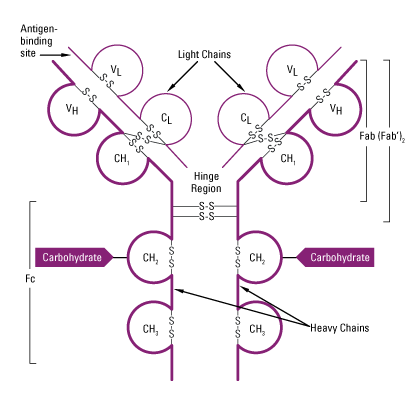 Antigen-
binding
site
Light Chains
VL
VL
VH
VH
S-S
S-S
S-S
S-S
CL
CL
S-S
S-S
S-S
S-S
CH1
CH1
Fab (Fab')2
Hinge
Region
S-S
S-S
Carbohydrate
CH2
S-S
S-S
CH2
Carbohydrate
Fc
CH3
S-S
S-S
CH3
Heavy Chains